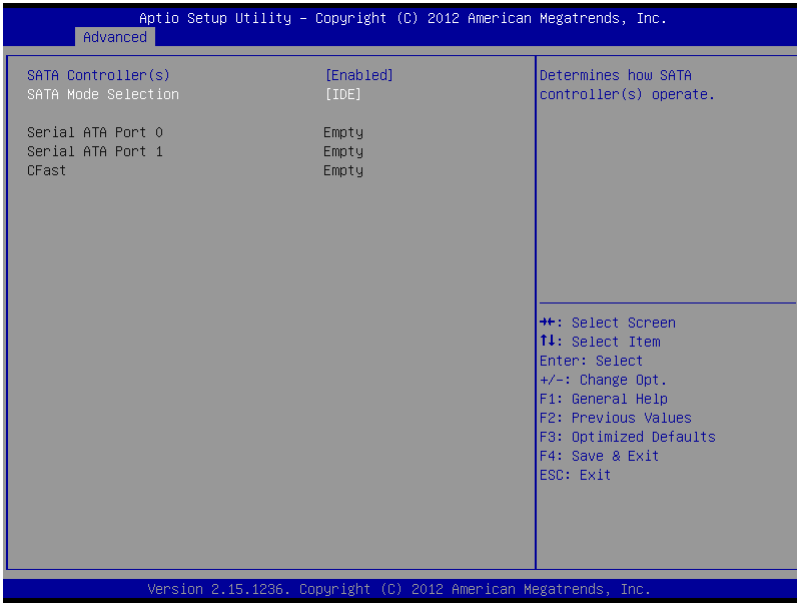 Aptio Setup Utility – Copyright (C) 2012 American Megatrends, Inc.
Advanced
SATA Controller(s) [Enabled]
SATA Mode Selection [IDE]
Serial ATA Port 0 Empty
Serial ATA Port 1 Empty
CFast Empty
Determines how SATA
controller(s) operate.
→←: Select Screen
↑↓: Select Item
Enter: Select
+/-: Change Opt.
F1: General Help
F2: Previous Values
F3: Optimized Defaults
F4: Save & Exit
ESC: Exit
Version 2.15.1236. Copyright (C) 2012 American Megatrends, Inc.